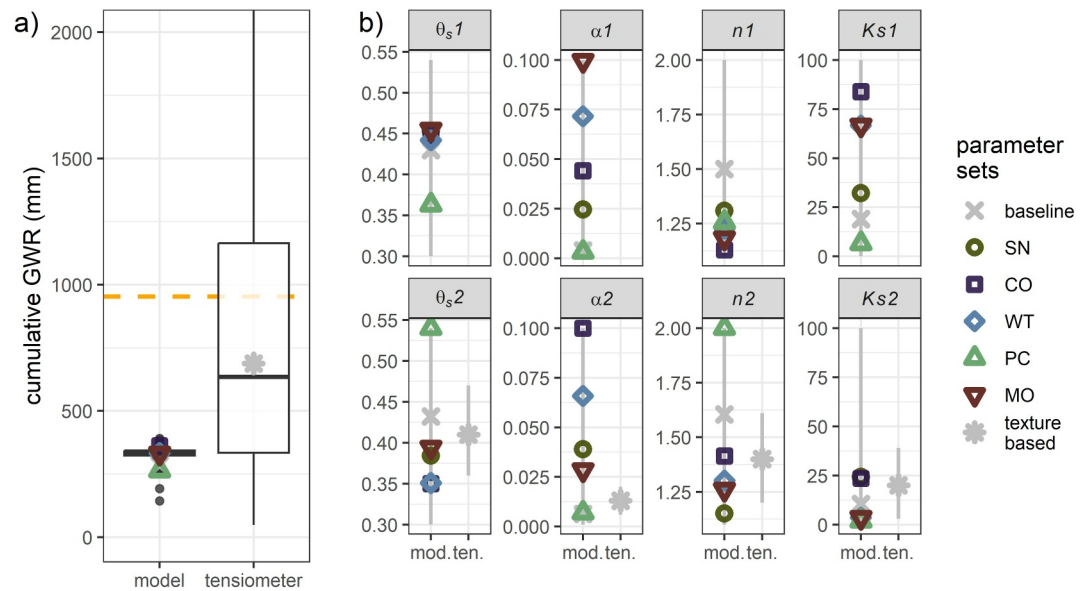 a)
cumulative GWR (mm)
2000
1500
1000
500
0
model tensiometer
b)
θs1 α1 n1 Ks1
0.55
0.50
0.45
0.40
0.35
0.30
0.100
0.075
0.050
0.025
0.000
2.00
1.75
1.50
1.25
100
75
50
25
0
θs2 α2 n2 Ks2
0.55
0.50
0.45
0.40
0.35
0.30
0.100
0.075
0.050
0.025
0.000
2.00
1.75
1.50
1.25
100
75
50
25
0
mod. ten. mod. ten. mod. ten. mod. ten.
parameter
sets
baseline
SN
CO
WT
PC
MO
texture
based